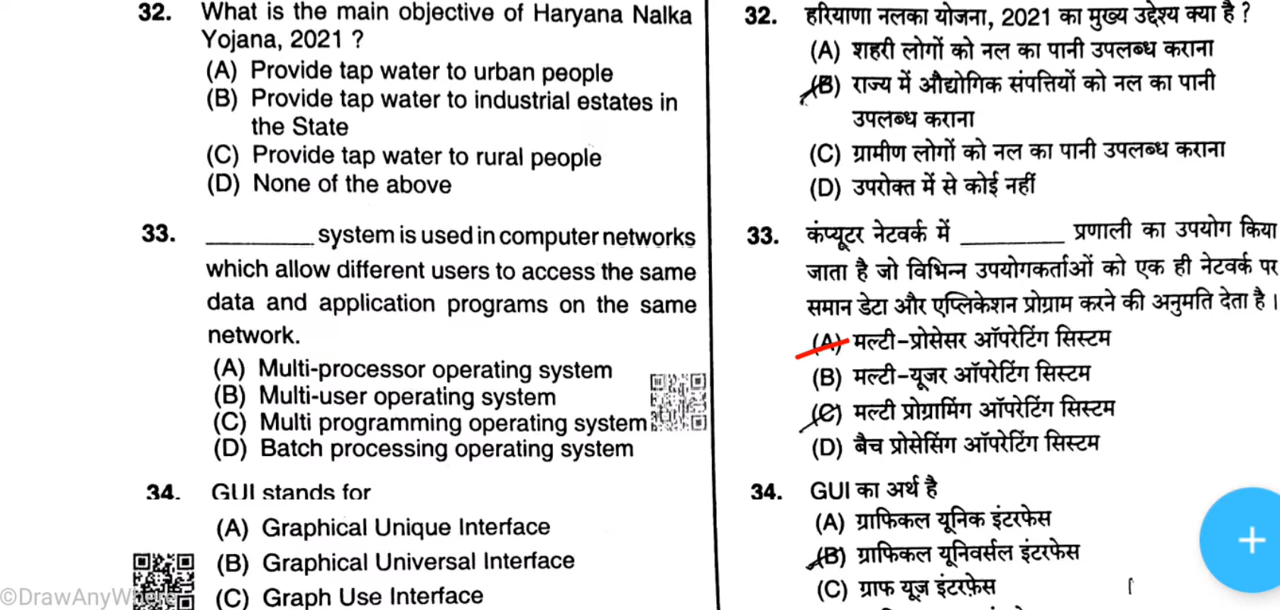 32. What is the main objective of Haryana Nalka
Yojana, 2021 ?
(A) Provide tap water to urban people
(B) Provide tap water to industrial estates in
the State
(C) Provide tap water to rural people
(D) None of the above
33. ________ system is used in computer networks
which allow different users to access the same
data and application programs on the same
network.
(A) Multi-processor operating system
(B) Multi-user operating system
(C) Multi programming operating system
(D) Batch processing operating system
34. GUI stands for
(A) Graphical Unique Interface
(B) Graphical Universal Interface
(C) Graph Use Interface
32. हरियाणा नलका योजना, 2021 का मुख्य उद्देश्य क्या है ?
(A) शहरी लोगों को नल का पानी उपलब्ध कराना
(B) राज्य में औद्योगिक संपत्तियों को नल का पानी
उपलब्ध कराना
(C) ग्रामीण लोगों को नल का पानी उपलब्ध कराना
(D) उपरोक्त में से कोई नहीं
33. कंप्यूटर नेटवर्क में ________ प्रणाली का उपयोग किया
जाता है जो विभिन्न उपयोगकर्ताओं को एक ही नेटवर्क पर
समान डेटा और एप्लिकेशन प्रोग्राम करने की अनुमति देता है।
(A) मल्टी-प्रोसेसर ऑपरेटिंग सिस्टम
(B) मल्टी-यूजर ऑपरेटिंग सिस्टम
(C) मल्टी प्रोग्रामिंग ऑपरेटिंग सिस्टम
(D) बैच प्रोसेसिंग ऑपरेटिंग सिस्टम
34. GUI का अर्थ है
(A) ग्राफिकल यूनिक इंटरफेस
(B) ग्राफिकल यूनिवर्सल इंटरफेस
(C) ग्राफ यूज़ इंटरफ़ेस
©DrawAnyWh